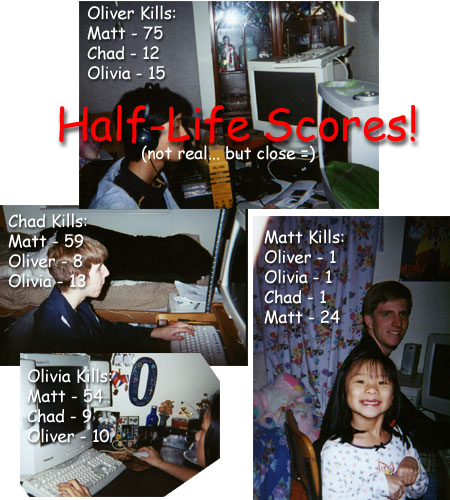 Oliver Kills:
Matt - 75
Chad - 12
Olivia - 15
Half-Life Scores!
(not real... but close =)
Chad Kills:
Matt - 59
Oliver - 8
Olivia - 13
Matt Kills:
Oliver - 1
Olivia - 1
Chad - 1
Matt - 24
Olivia Kills:
Matt - 54
Chad - 9
Oliver - 10
O